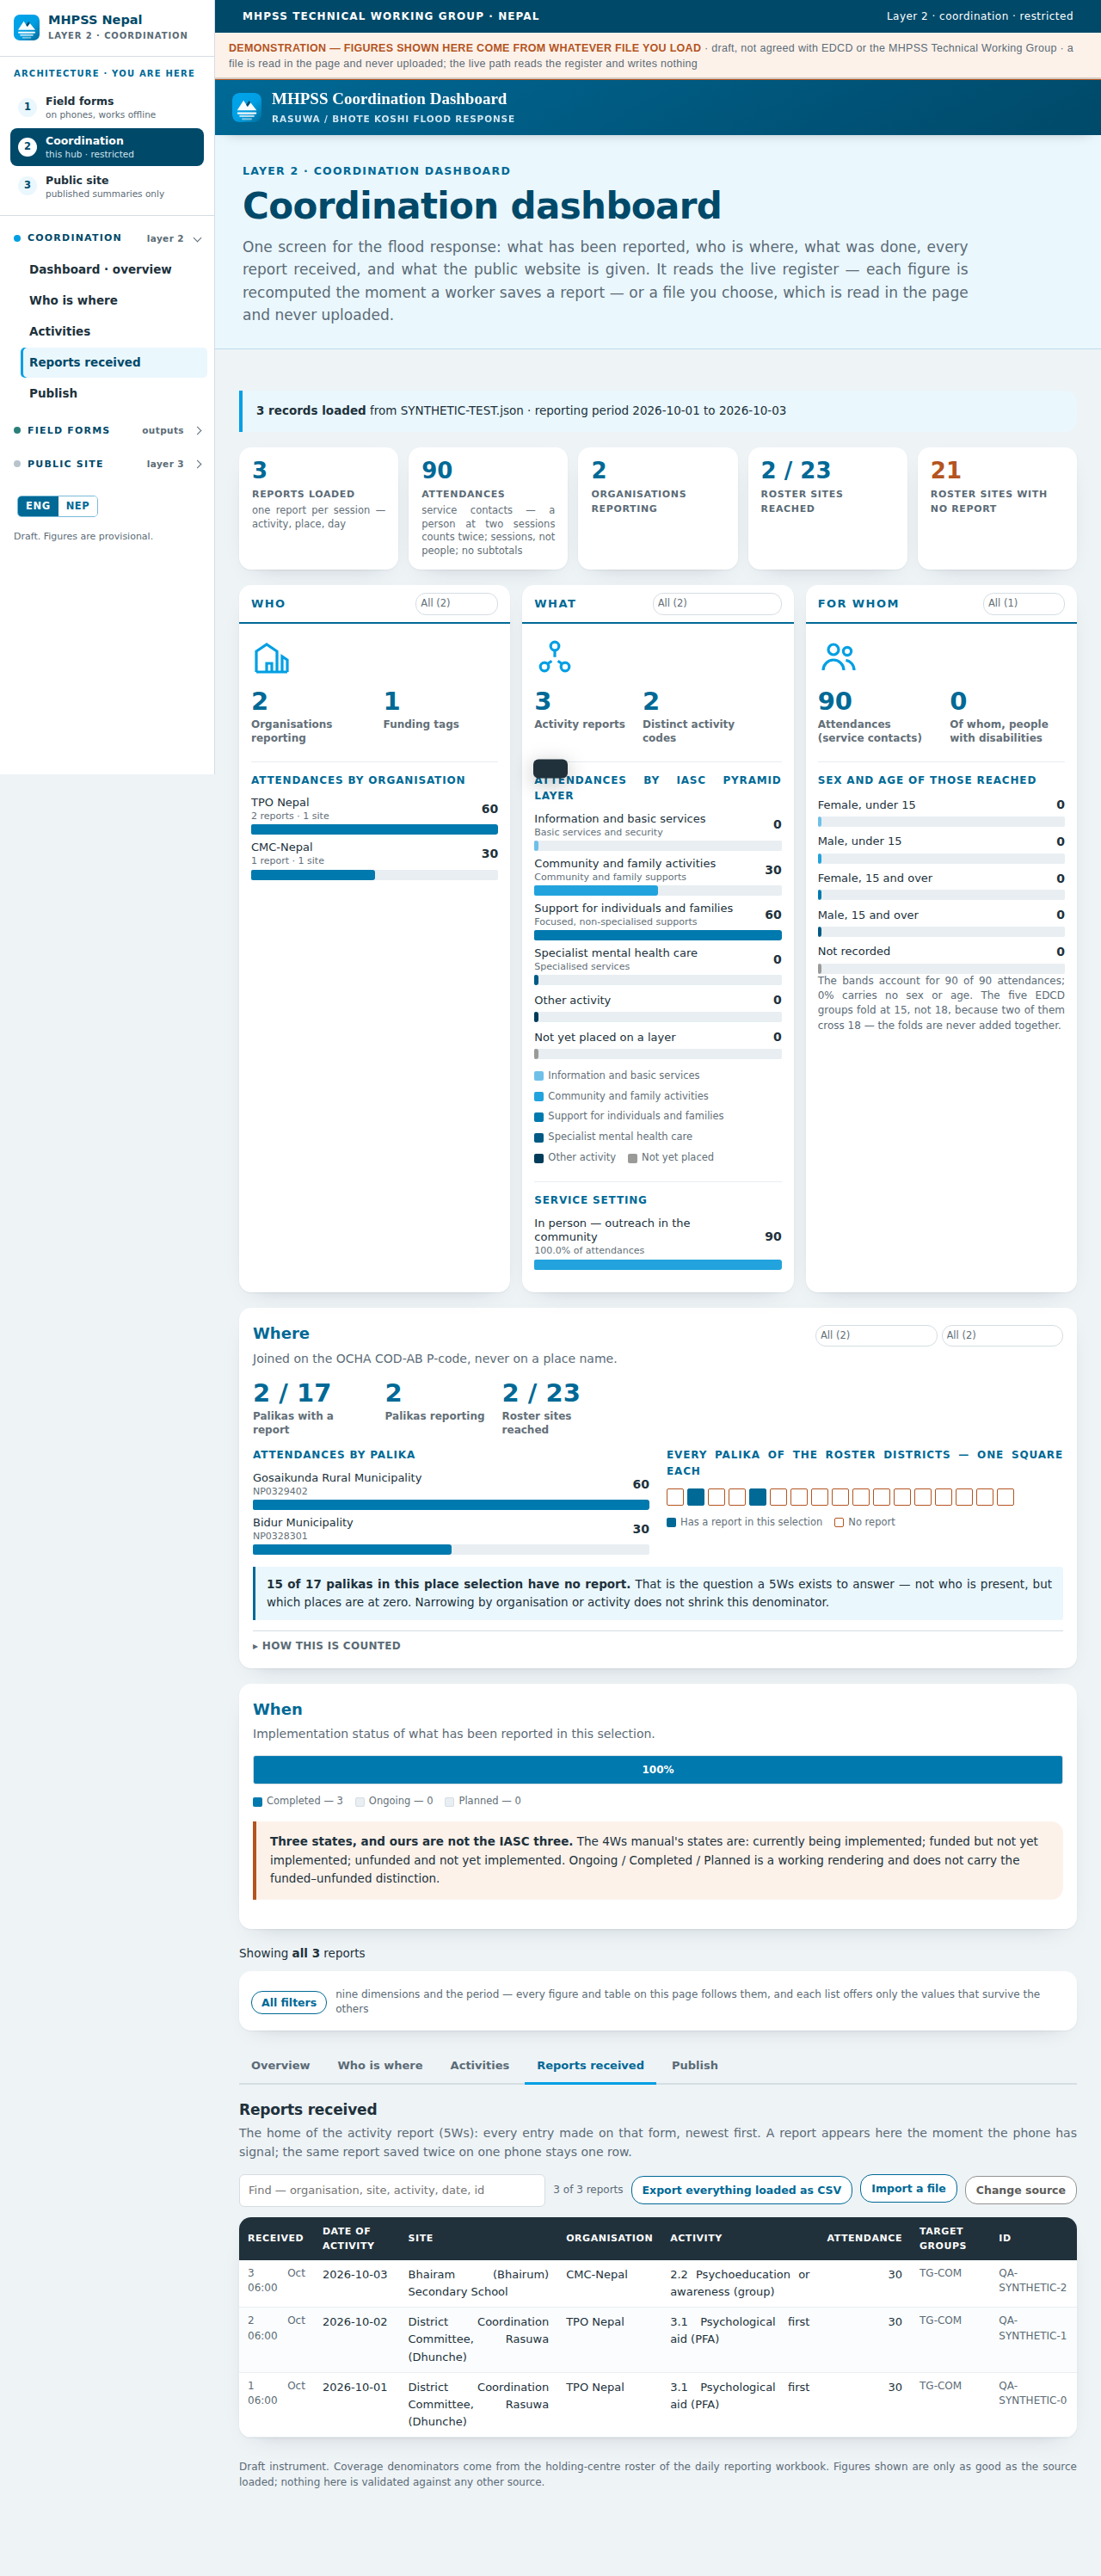 MHPSS Nepal
LAYER 2 · COORDINATION
ARCHITECTURE · YOU ARE HERE
1
Field forms
on phones, works offline
2
Coordination
this hub · restricted
3
Public site
published summaries only
COORDINATION layer 2
Dashboard · overview
Who is where
Activities
Reports received
Publish
FIELD FORMS outputs
PUBLIC SITE layer 3
ENG NEP
Draft. Figures are provisional.
MHPSS TECHNICAL WORKING GROUP · NEPAL
Layer 2 · coordination · restricted
DEMONSTRATION — FIGURES SHOWN HERE COME FROM WHATEVER FILE YOU LOAD · draft, not agreed with EDCD or the MHPSS Technical Working Group · a
file is read in the page and never uploaded; the live path reads the register and writes nothing
MHPSS Coordination Dashboard
RASUWA / BHOTE KOSHI FLOOD RESPONSE
LAYER 2 · COORDINATION DASHBOARD
Coordination dashboard
One screen for the flood response: what has been reported, who is where, what was done, every
report received, and what the public website is given. It reads the live register — each figure is
recomputed the moment a worker saves a report — or a file you choose, which is read in the page
and never uploaded.
3 records loaded from SYNTHETIC-TEST.json · reporting period 2026-10-01 to 2026-10-03
3
REPORTS LOADED
one report per session —
activity, place, day
90
ATTENDANCES
service contacts — a
person at two sessions
counts twice; sessions, not
people; no subtotals
2
ORGANISATIONS
REPORTING
2 / 23
ROSTER SITES
REACHED
21
ROSTER SITES WITH
NO REPORT
WHO All (2)
2
Organisations
reporting
1
Funding tags
ATTENDANCES BY ORGANISATION
TPO Nepal
2 reports · 1 site
60
CMC-Nepal
1 report · 1 site
30
WHAT All (2)
3
Activity reports
2
Distinct activity
codes
ATTENDANCES BY IASC PYRAMID
LAYER
Information and basic services
Basic services and security
0
Community and family activities
Community and family supports
30
Support for individuals and families
Focused, non-specialised supports
60
Specialist mental health care
Specialised services
0
Other activity 0
Not yet placed on a layer 0
Information and basic services
Community and family activities
Support for individuals and families
Specialist mental health care
Other activity Not yet placed
SERVICE SETTING
In person — outreach in the
community
100.0% of attendances
90
FOR WHOM All (1)
90
Attendances
(service contacts)
0
Of whom, people
with disabilities
SEX AND AGE OF THOSE REACHED
Female, under 15 0
Male, under 15 0
Female, 15 and over 0
Male, 15 and over 0
Not recorded 0
The bands account for 90 of 90 attendances;
0% carries no sex or age. The five EDCD
groups fold at 15, not 18, because two of them
cross 18 — the folds are never added together.
Where All (2) All (2)
Joined on the OCHA COD-AB P-code, never on a place name.
2 / 17
Palikas with a
report
2
Palikas reporting
2 / 23
Roster sites
reached
ATTENDANCES BY PALIKA
Gosaikunda Rural Municipality
NP0329402
60
Bidur Municipality
NP0328301
30
EVERY PALIKA OF THE ROSTER DISTRICTS — ONE SQUARE
EACH
Has a report in this selection No report
15 of 17 palikas in this place selection have no report. That is the question a 5Ws exists to answer — not who is present, but
which places are at zero. Narrowing by organisation or activity does not shrink this denominator.
▸ HOW THIS IS COUNTED
When
Implementation status of what has been reported in this selection.
100%
Completed — 3 Ongoing — 0 Planned — 0
Three states, and ours are not the IASC three. The 4Ws manual's states are: currently being implemented; funded but not yet
implemented; unfunded and not yet implemented. Ongoing / Completed / Planned is a working rendering and does not carry the
funded–unfunded distinction.
Showing all 3 reports
All filters
nine dimensions and the period — every figure and table on this page follows them, and each list offers only the values that survive the
others
Overview Who is where Activities Reports received Publish
Reports received
The home of the activity report (5Ws): every entry made on that form, newest first. A report appears here the moment the phone has
signal; the same report saved twice on one phone stays one row.
Find — organisation, site, activity, date, id 3 of 3 reports Export everything loaded as CSV Import a file Change source
RECEIVED DATE OF ACTIVITY SITE ORGANISATION ACTIVITY ATTENDANCE TARGET GROUPS ID
3 Oct 06:00 2026-10-03 Bhairam (Bhairum) Secondary School CMC-Nepal 2.2 Psychoeducation or awareness (group) 30 TG-COM QA-SYNTHETIC-2
2 Oct 06:00 2026-10-02 District Coordination Committee, Rasuwa (Dhunche) TPO Nepal 3.1 Psychological first aid (PFA) 30 TG-COM QA-SYNTHETIC-1
1 Oct 06:00 2026-10-01 District Coordination Committee, Rasuwa (Dhunche) TPO Nepal 3.1 Psychological first aid (PFA) 30 TG-COM QA-SYNTHETIC-0
Draft instrument. Coverage denominators come from the holding-centre roster of the daily reporting workbook. Figures shown are only as good as the source
loaded; nothing here is validated against any other source.